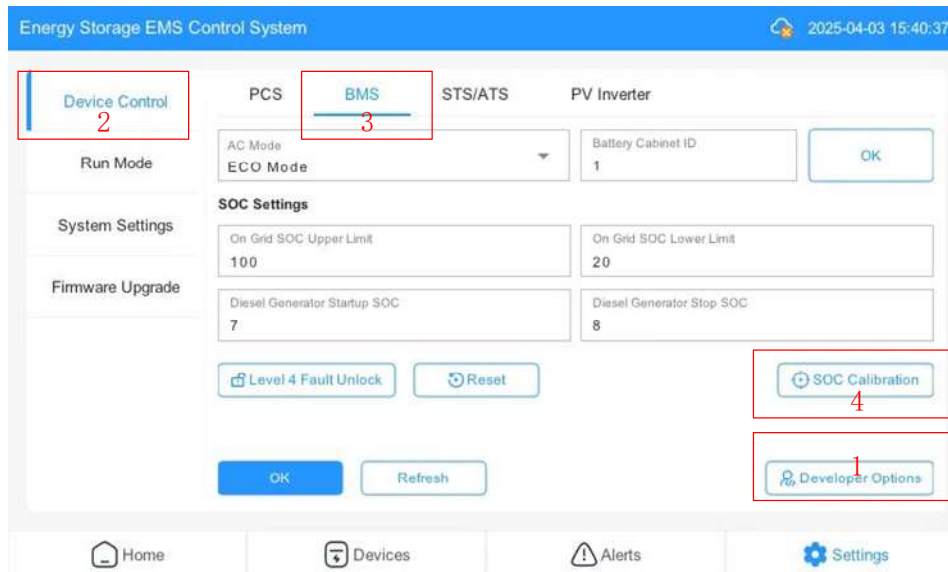 Energy Storage EMS Control System 2025-04-03 15:40:37
Device Control
2
Run Mode
System Settings
Firmware Upgrade
PCS BMS STS/ATS PV Inverter
3
AC Mode
ECO Mode
Battery Cabinet ID
1
OK
SOC Settings
On Grid SOC Upper Limit
100
On Grid SOC Lower Limit
20
Diesel Generator Startup SOC
7
Diesel Generator Stop SOC
8
Level 4 Fault Unlock Reset SOC Calibration
4
OK Refresh Developer Options
1
Home Devices Alerts Settings